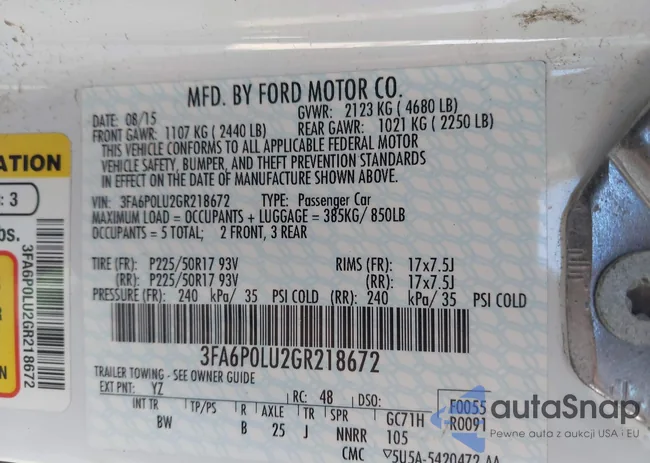 MFD. BY FORD MOTOR CO.
DATE: 08/15 GVWR: 2123 KG ( 4680 LB)
FRONT GAWR: 1107 KG ( 2440 LB) REAR GAWR: 1021 KG ( 2250 LB)
THIS VEHICLE CONFORMS TO ALL APPLICABLE FEDERAL MOTOR
VEHICLE SAFETY, BUMPER, AND THEFT PREVENTION STANDARDS
IN EFFECT ON THE DATE OF MANUFACTURE SHOWN ABOVE.
VIN: 3FA6P0LU2GR218672 TYPE: Passenger Car
MAXIMUM LOAD = OCCUPANTS + LUGGAGE = 385KG/ 850LB
OCCUPANTS = 5 TOTAL; 2 FRONT, 3 REAR
TIRE (FR): P225/50R17 93V RIMS (FR): 17x7.5J
(RR): P225/50R17 93V (RR): 17x7.5J
PRESSURE (FR): 240 kPa/ 35 PSI COLD (RR): 240 kPa/ 35 PSI COLD
3FA6P0LU2GR218672
TRAILER TOWING - SEE OWNER GUIDE
EXT PNT: YZ RC: 48 DSO: F0055
INT TR TP/PS R AXLE TR SPR GC71H R0091
BW B 25 J NNRR 105
CMC ▽5U5A-5420472-AA
ATION
: 3
bs.
3FA6P0LU2GR218672
R
N
autaSnap
Pewne auta z aukcji USA i EU